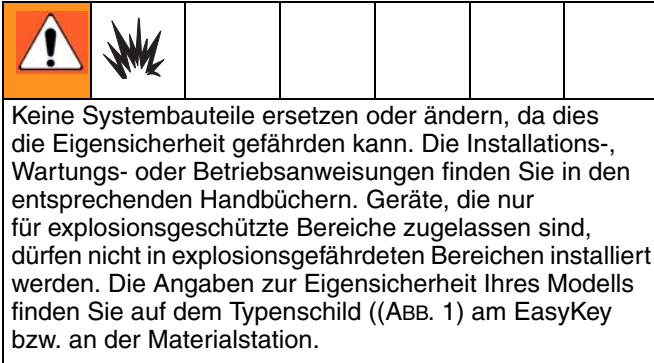 Keine Systembauteile ersetzen oder ändern, da dies
die Eigensicherheit gefährden kann. Die Installations-,
Wartungs- oder Betriebsanweisungen finden Sie in den
entsprechenden Handbüchern. Geräte, die nur
für explosionsgeschützte Bereiche zugelassen sind,
dürfen nicht in explosionsgefährdeten Bereichen installiert
werden. Die Angaben zur Eigensicherheit Ihres Modells
finden Sie auf dem Typenschild ((ABB. 1) am EasyKey
bzw. an der Materialstation.